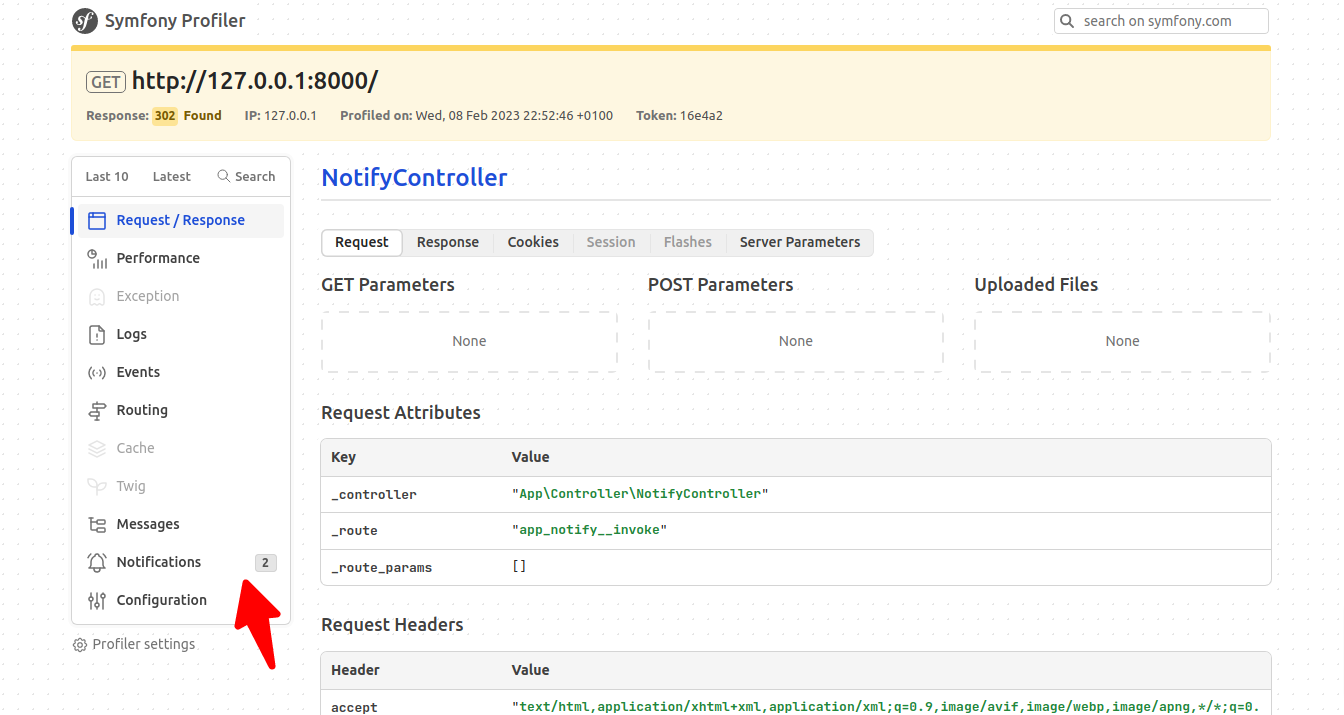 sf Symfony Profiler
search on symfony.com
GET http://127.0.0.1:8000/
Response: 302 Found IP: 127.0.0.1 Profiled on: Wed, 08 Feb 2023 22:52:46 +0100 Token: 16e4a2
Last 10 Latest Search
Request / Response
Performance
Exception
Logs
Events
Routing
Cache
Twig
Messages
Notifications 2
Configuration
Profiler settings
NotifyController
Request Response Cookies Session Flashes Server Parameters
GET Parameters POST Parameters Uploaded Files
None None None
Request Attributes
Key Value
_controller "App\Controller\NotifyController"
_route "app_notify__invoke"
_route_params []
Request Headers
Header Value
accept "text/html,application/xhtml+xml,application/xml;q=0.9,image/avif,image/webp,image/apng,*/*;q=0.